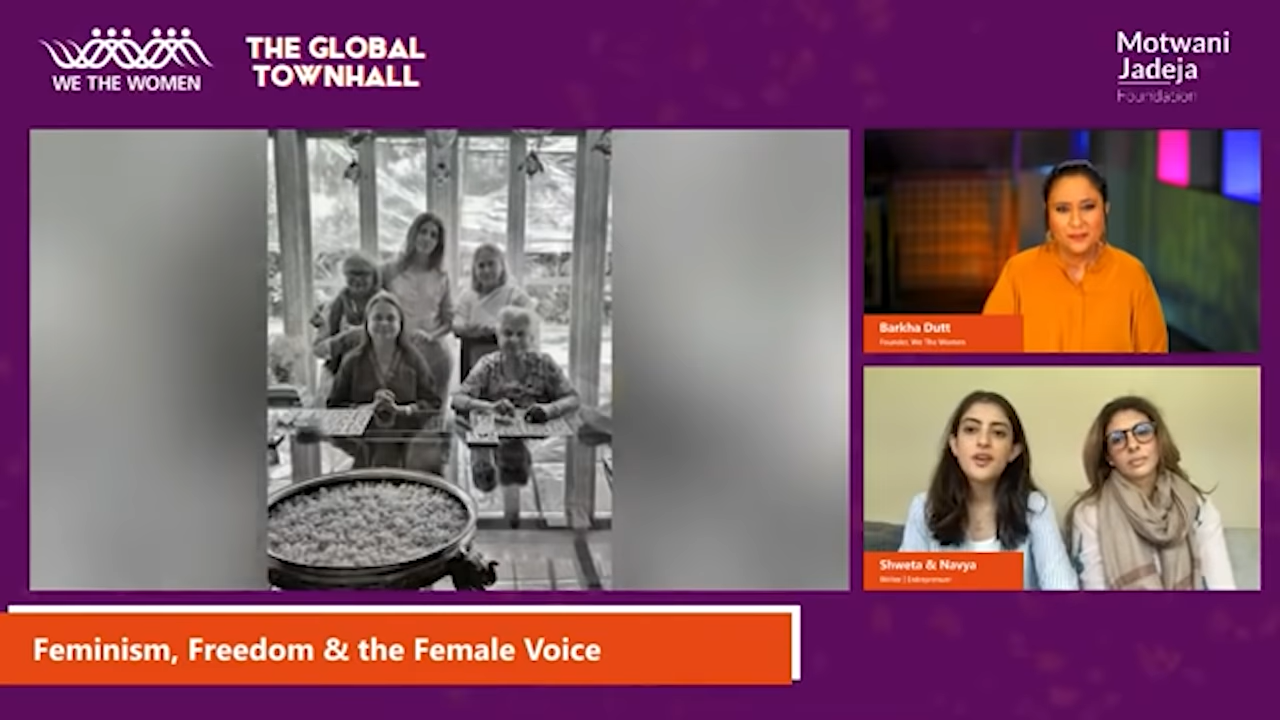 WE THE WOMEN
THE GLOBAL
TOWNHALL
Motwani
Jadeja
Foundation
Barkha Dutt
Founder, We The Women
Shweta & Navya
Writer | Entrepreneur
Feminism, Freedom & the Female Voice